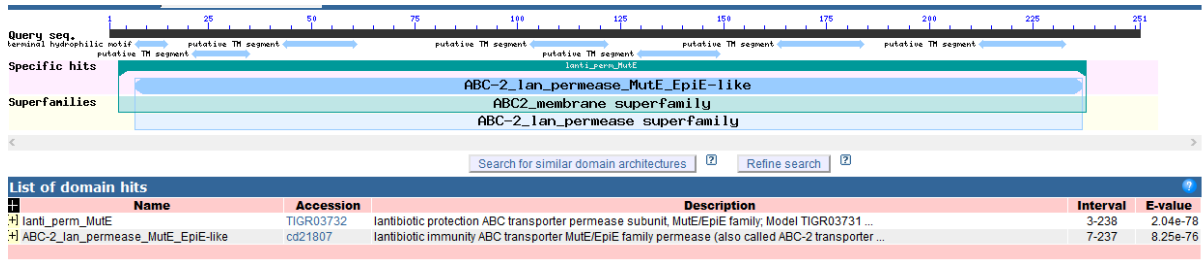 1 25 50 75 100 125 150 175 200 225 251
Query seq.
terminal hydrophilic motif putative TM segment putative TM segment putative TM segment putative TM segment
putative TM segment putative TM segment
Specific hits
lanti_perm_MutE
ABC-2_lan_permease_MutE_EpiE-like
Superfamilies
ABC2_membrane superfamily
ABC-2_lan_permease superfamily
< >
Search for similar domain architectures ? Refine search ?
List of domain hits ?
+ Name Accession Description Interval E-value
[+] lanti_perm_MutE TIGR03732 lantibiotic protection ABC transporter permease subunit, MutE/EpiE family; Model TIGR03731 ... 3-238 2.04e-78
[+] ABC-2_lan_permease_MutE_EpiE-like cd21807 lantibiotic immunity ABC transporter MutE/EpiE family permease (also called ABC-2 transporter ... 7-237 8.25e-76